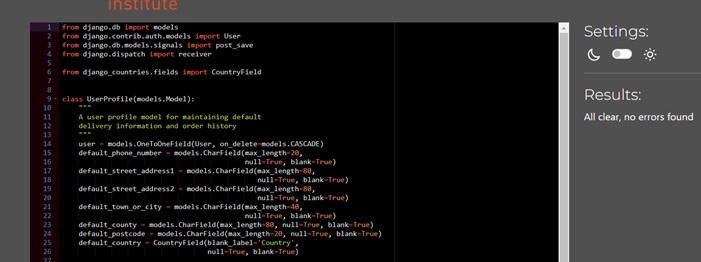 institute
1 from django.db import models
2 from django.contrib.auth.models import User
3 from django.db.models.signals import post_save
4 from django.dispatch import receiver
5
6 from django_countries.fields import CountryField
7
8
9 class UserProfile(models.Model):
10 """
11 A user profile model for maintaining default
12 delivery information and order history
13 """
14 user = models.OneToOneField(User, on_delete=models.CASCADE)
15 default_phone_number = models.CharField(max_length=20,
16 null=True, blank=True)
17 default_street_address1 = models.CharField(max_length=80,
18 null=True, blank=True)
19 default_street_address2 = models.CharField(max_length=80,
20 null=True, blank=True)
21 default_town_or_city = models.CharField(max_length=40,
22 null=True, blank=True)
23 default_county = models.CharField(max_length=80, null=True, blank=True)
24 default_postcode = models.CharField(max_length=20, null=True, blank=True)
25 default_country = CountryField(blank_label='Country',
26 null=True, blank=True)
27
Settings:
Results:
All clear, no errors found